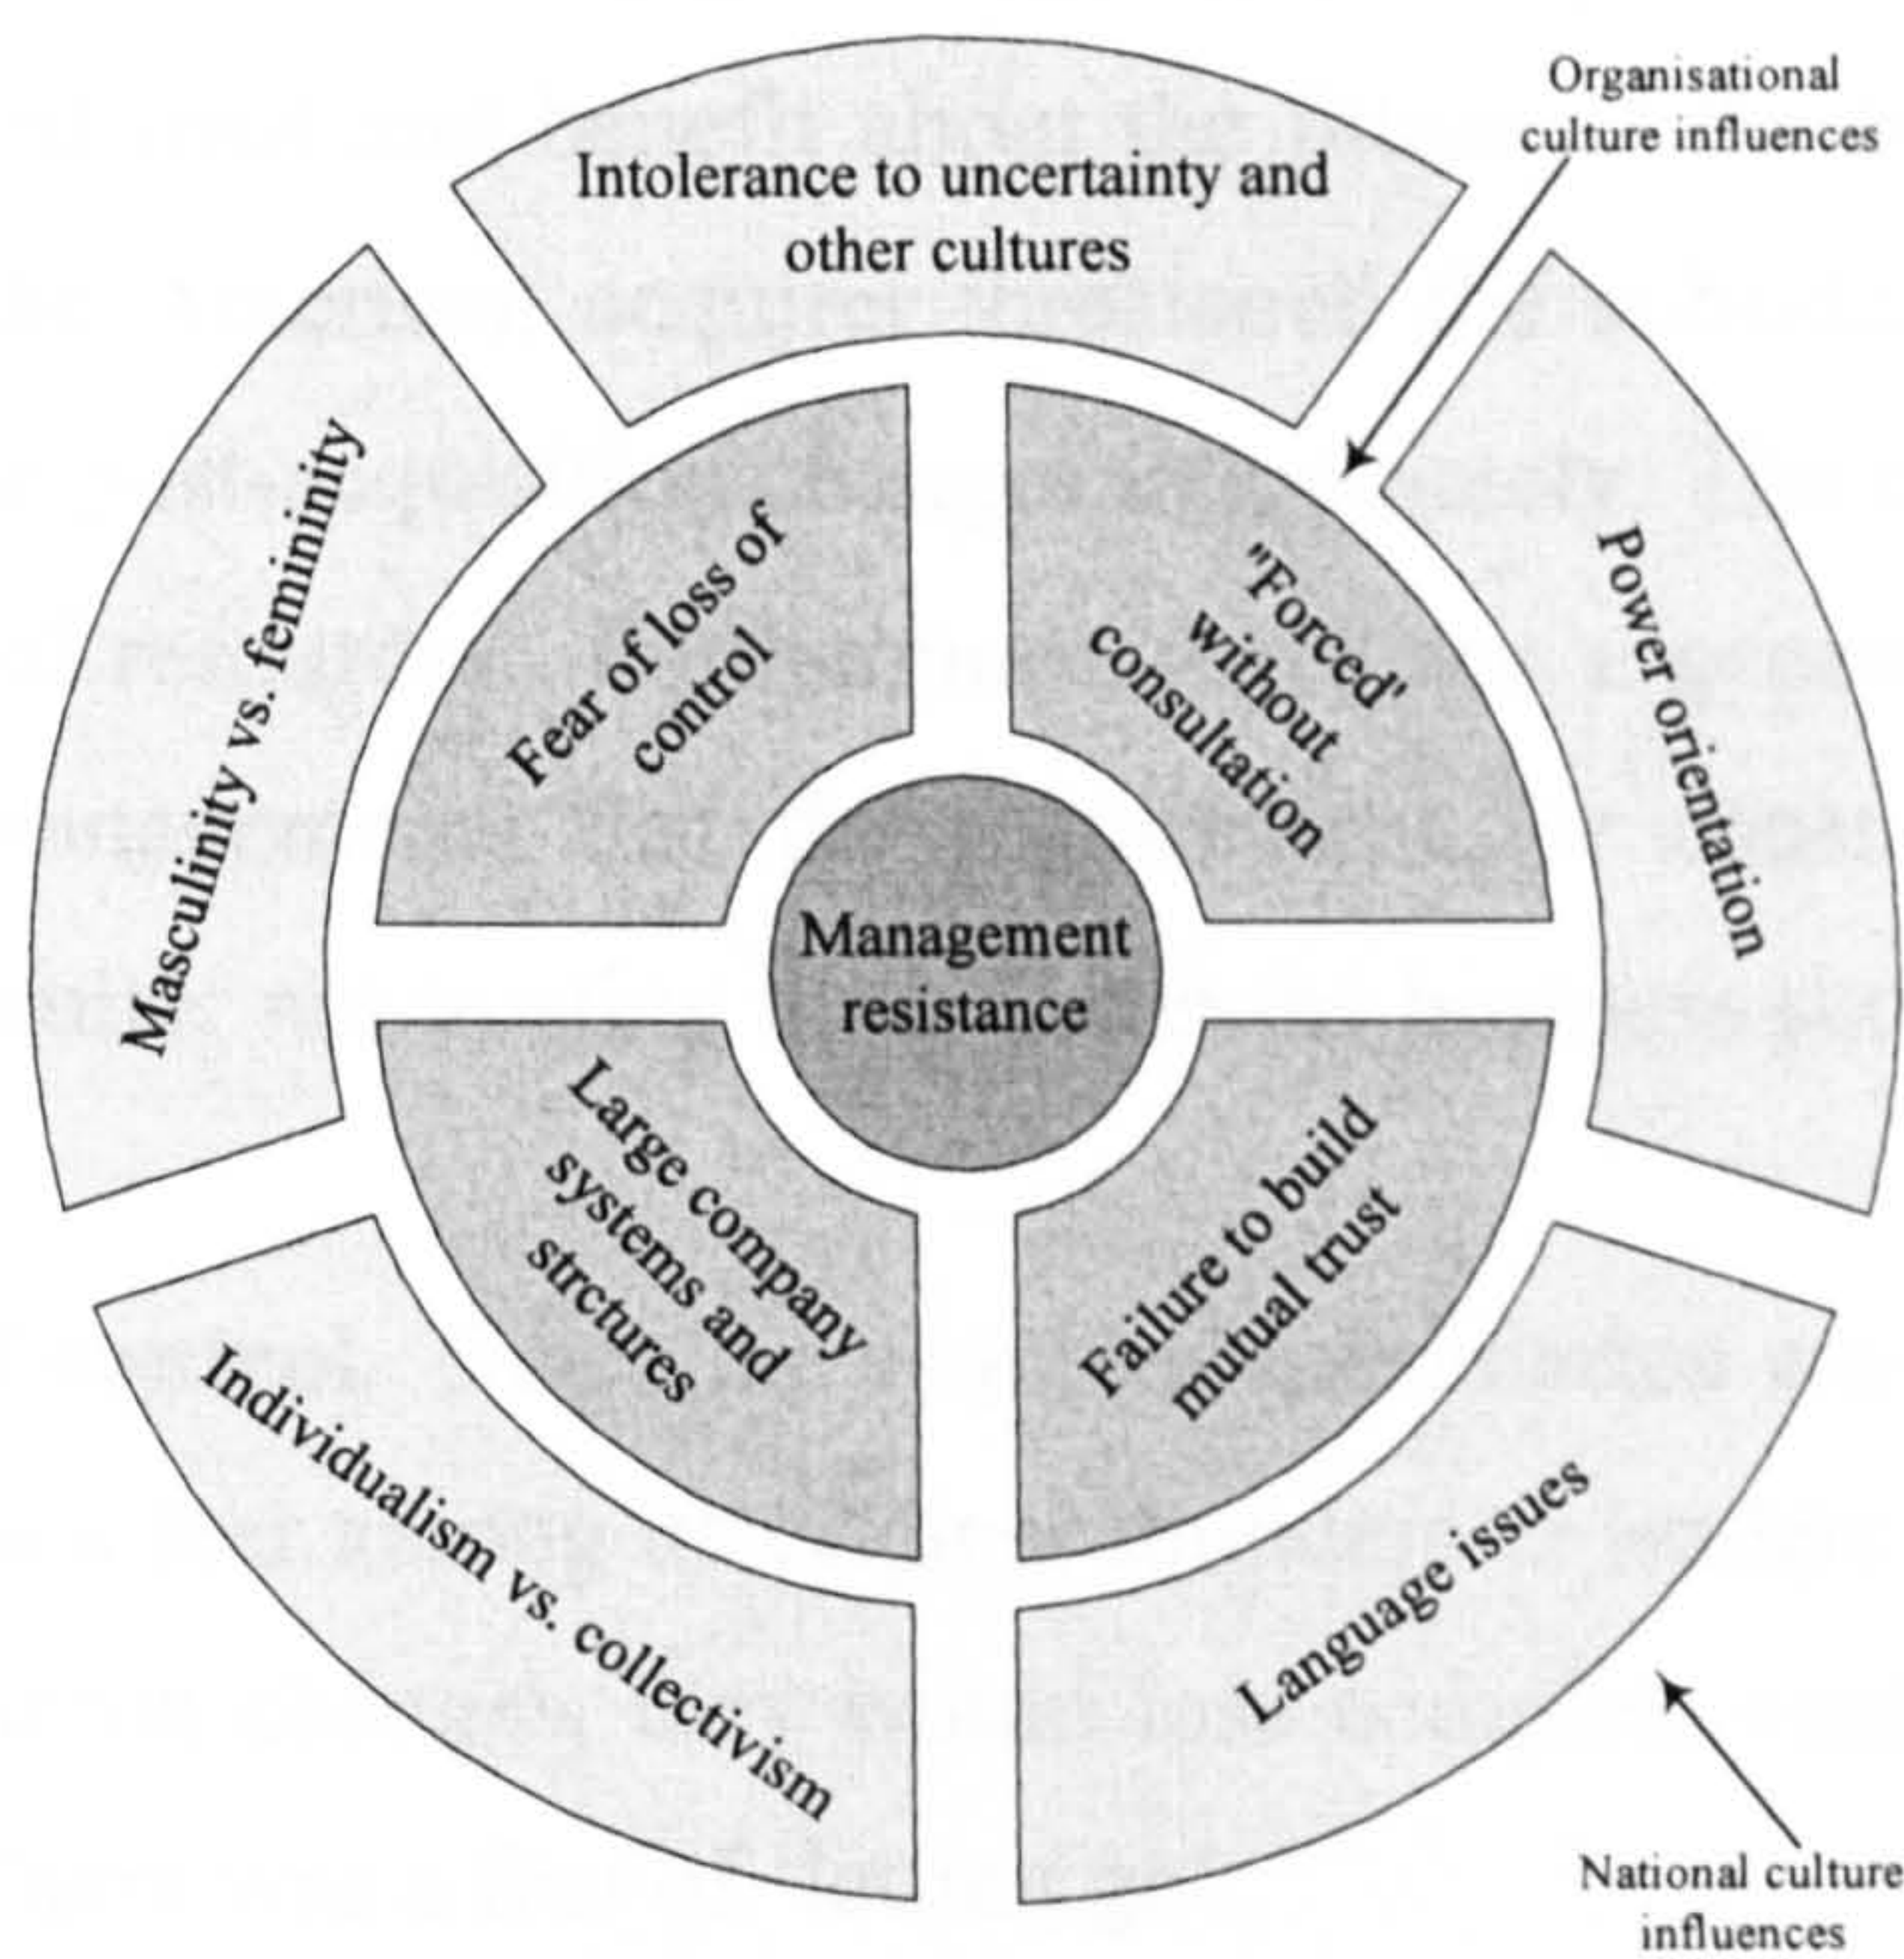 Organisational
culture influences
Intolerance to uncertainty and
other cultures
Masculinity vs. femininity
Fear of loss of
control
"Forced'
without
consultation
Power orientation
Management
resistance
Large company
systems and
strctures
Failure to build
mutual trust
Individualism vs. collectivism
Language issues
National culture
influences